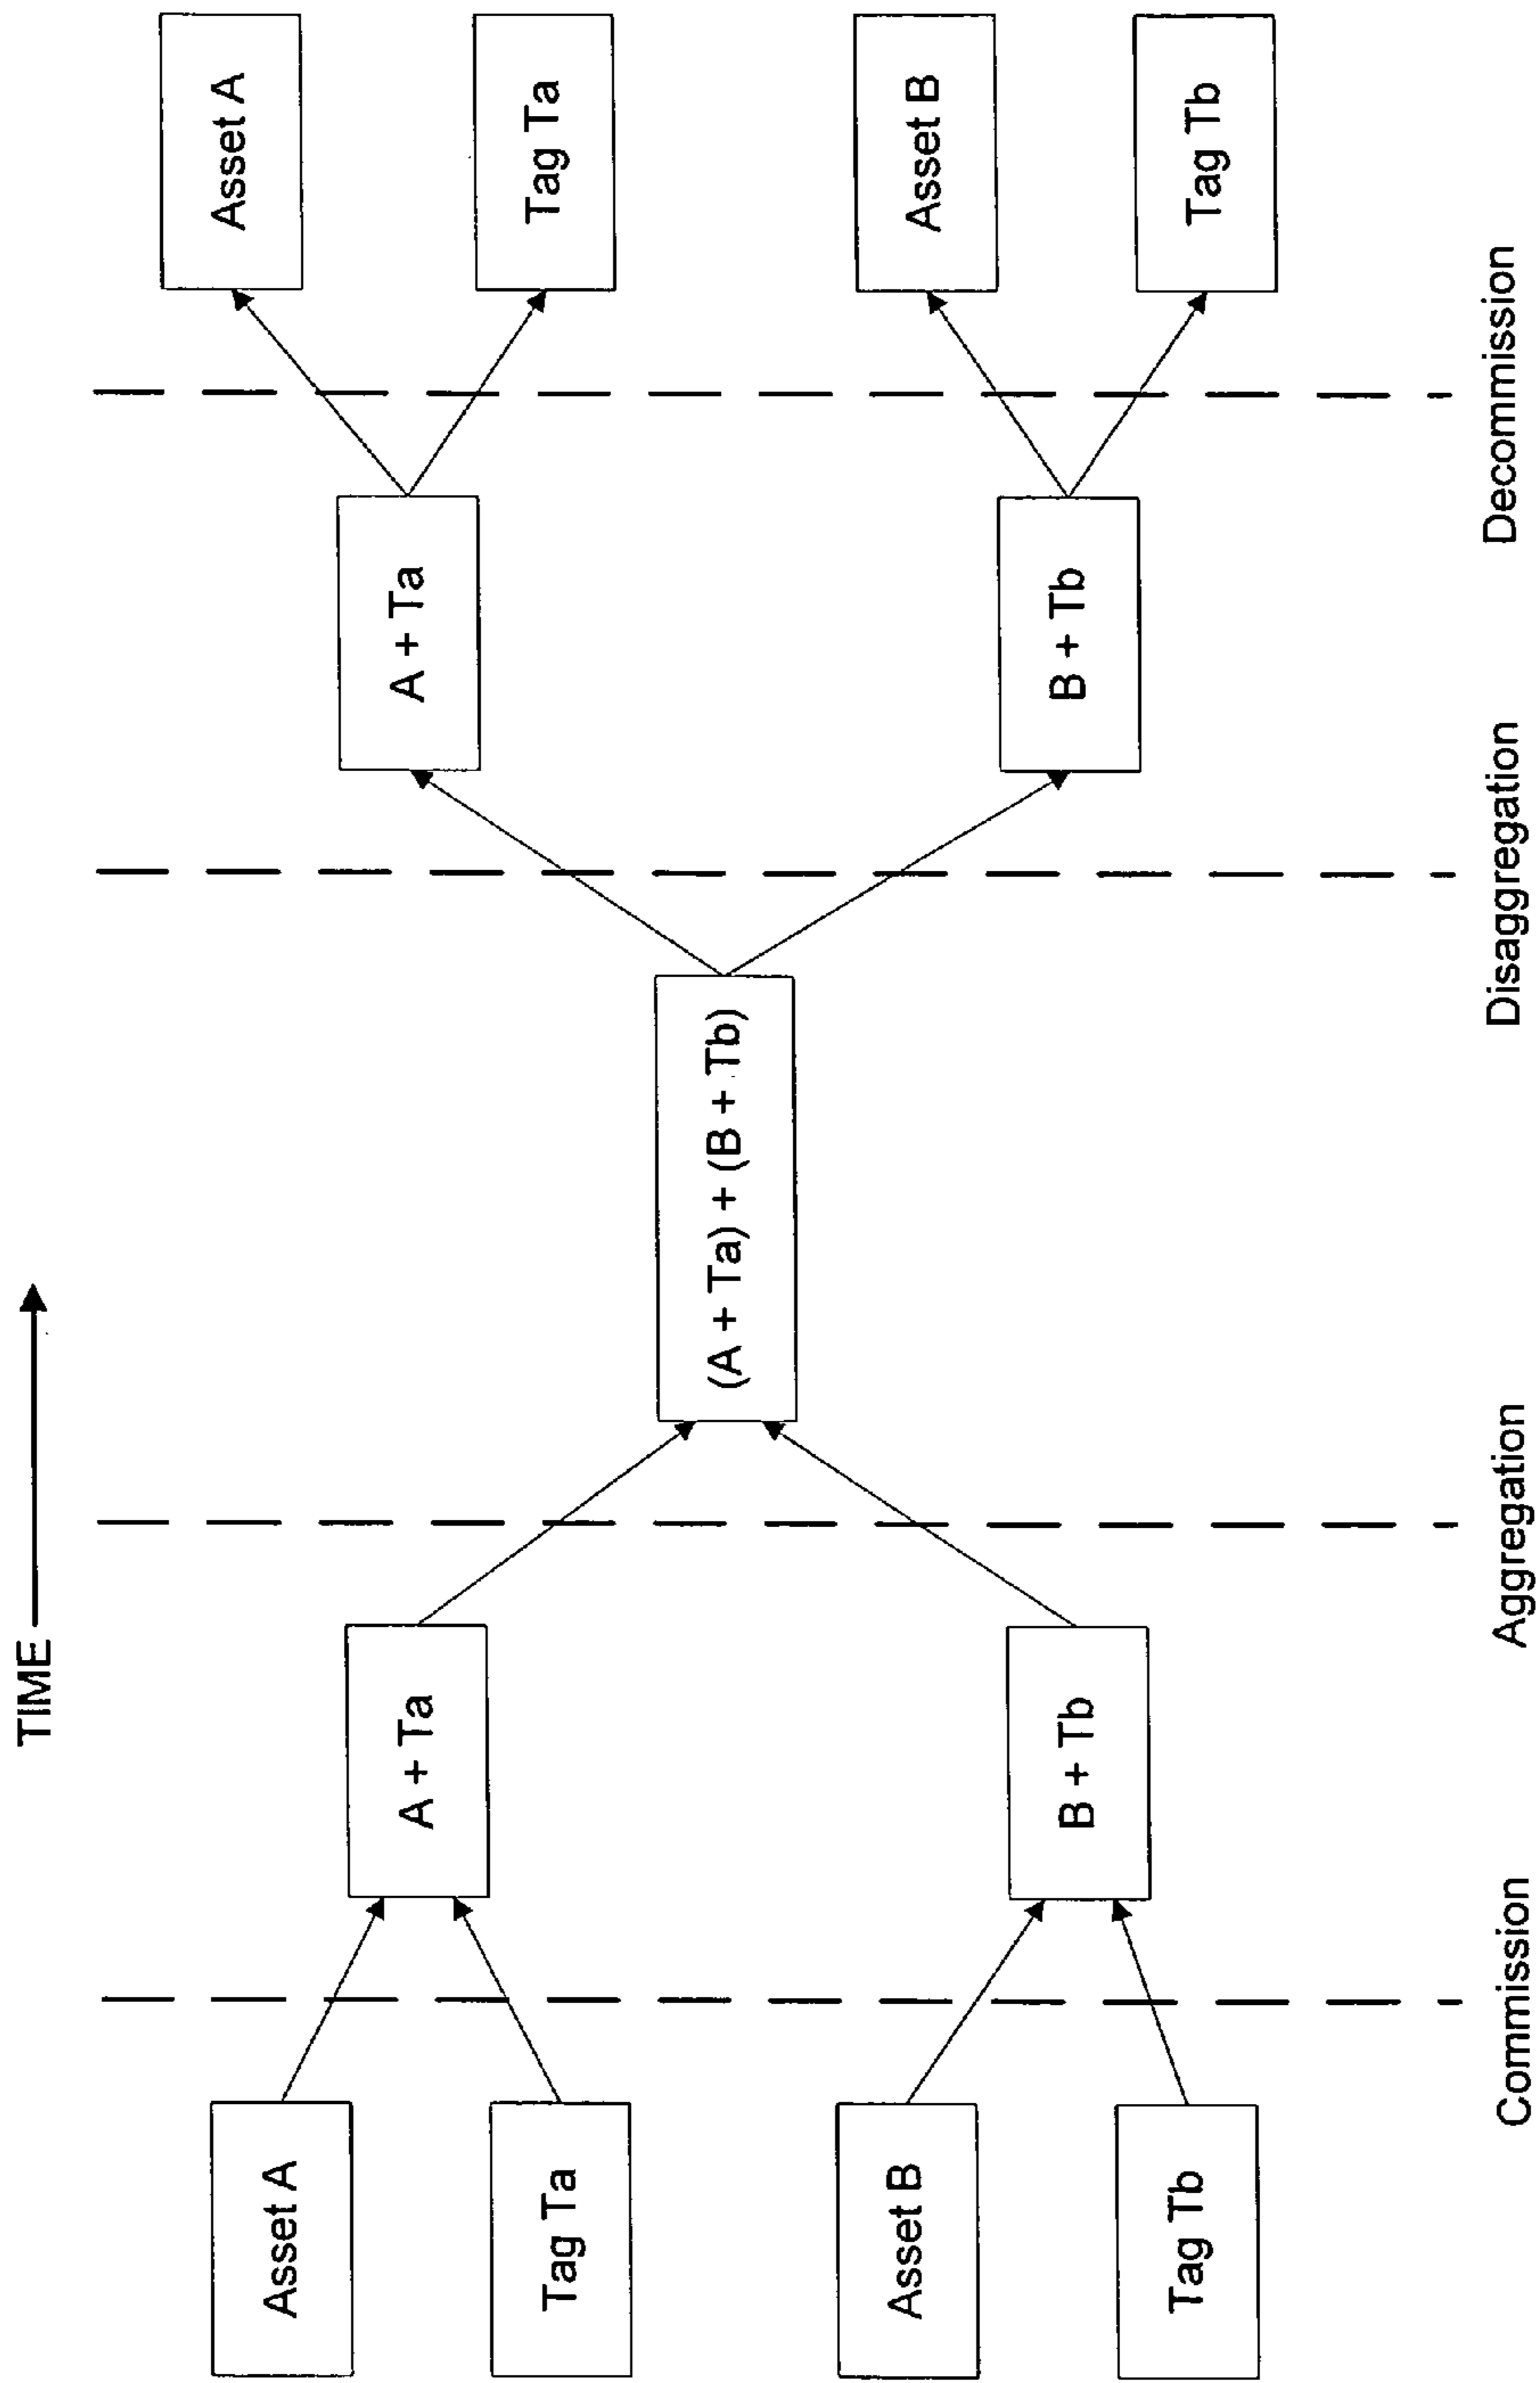 TIME
Asset A
Tag Ta
Asset B
Tag Tb
Commission
A + Ta
B + Tb
Aggregation
(A + Ta) + (B + Tb)
Disaggregation
A + Ta
B + Tb
Decommission
Asset A
Tag Ta
Asset B
Tag Tb